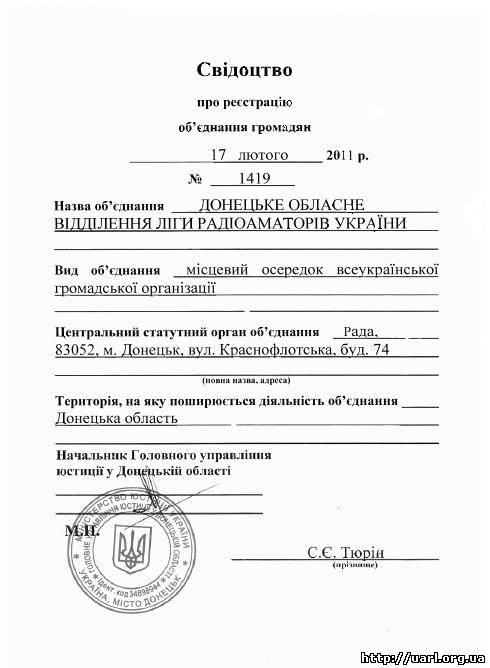 Свідоцтво
про реєстрацію
об’єднання громадян
17 лютого 2011 р.
№ 1419
Назва об’єднання ДОНЕЦЬКЕ ОБЛАСНЕ
ВІДДІЛЕННЯ ЛІГИ РАДІОАМАТОРІВ УКРАЇНИ
Вид об’єднання місцевий осередок всеукраїнської
громадської організації
Центральний статутний орган об’єднання Рада,
83052, м. Донецьк, вул. Краснофлотська, буд. 74
(повна назва, адреса)
Територія, на яку поширюється діяльність об’єднання
Донецька область
Начальник Головного управління
юстиції у Донецькій області
М.П.
МІНІСТЕРСТВО ЮСТИЦІЇ УКРАЇНИ
ГОЛОВНЕ УПРАВЛІННЯ ЮСТИЦІЇ У ДОНЕЦЬКІЙ ОБЛАСТІ
Ідент. код 34898944
УКРАЇНА, МІСТО ДОНЕЦЬК
С.Є. Тюрін
(прізвище)
http://uarl.org.ua